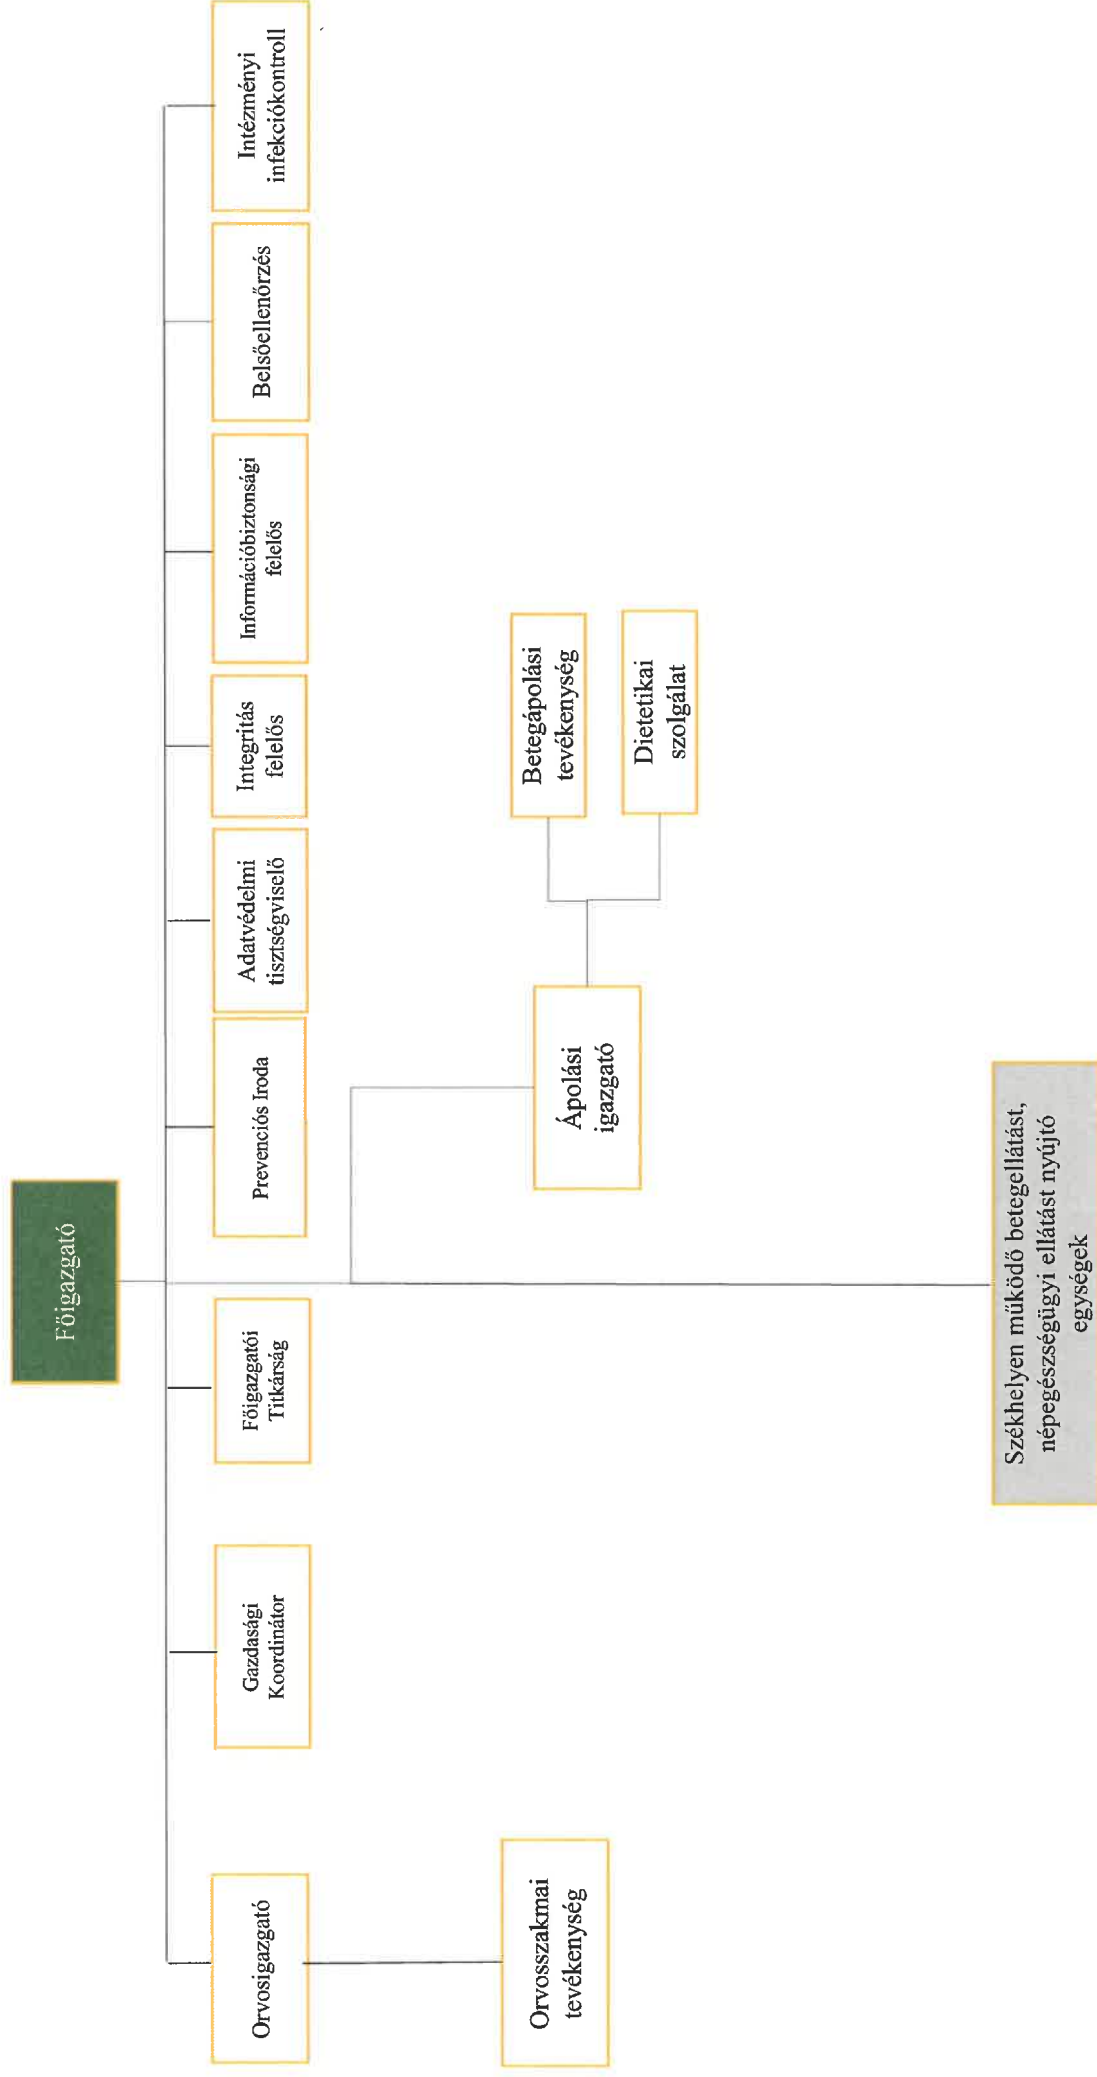 Főigazgató
Orvosigazgató
Gazdasági
Koordinátor
Főigazgatói
Titkárság
Prevenciós Iroda
Adatvédelmi
tisztségviselő
Integritás
felelős
Információbiztonsági
felelős
Belsőellenőrzés
Intézményi
infekciókontroll
Orvosszakmai
tevékenység
Ápolási
igazgató
Betegápolási
tevékenység
Dietetikai
szolgálat
Székhelyen működő betegellátást,
népegészségügyi ellátást nyújtó
egységek